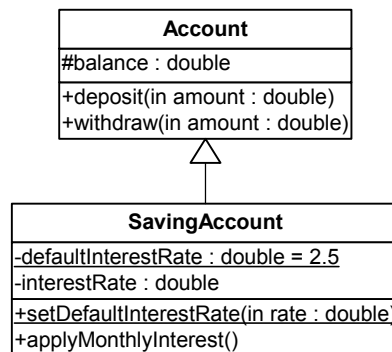 Account
#balance : double
+deposit(in amount : double)
+withdraw(in amount : double)
SavingAccount
-defaultInterestRate : double = 2.5
-interestRate : double
+setDefaultInterestRate(in rate : double)
+applyMonthlyInterest()